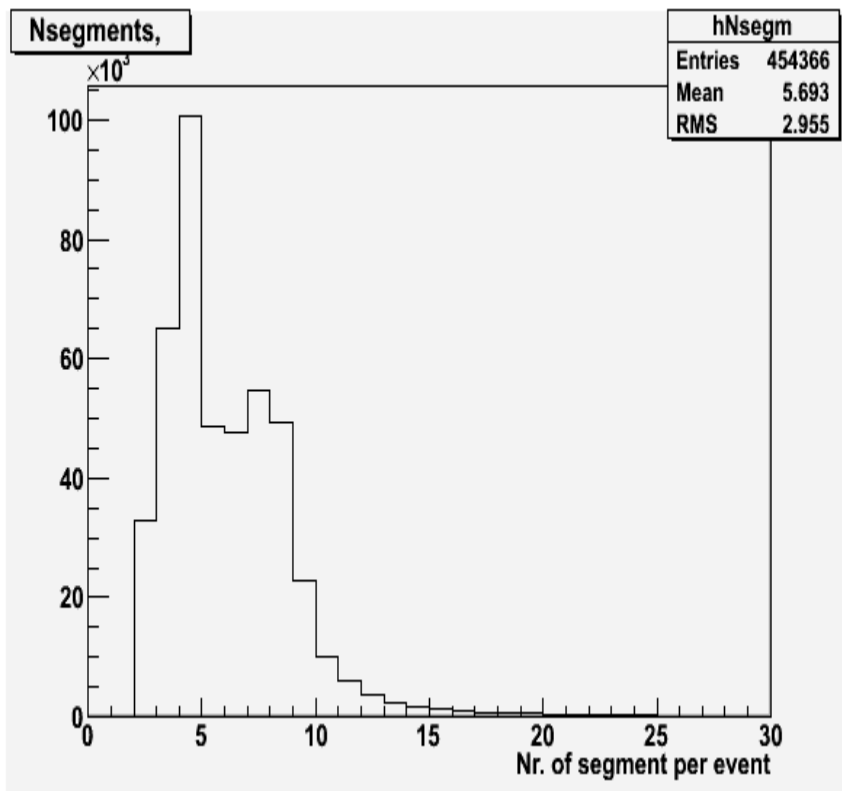 Nsegments,
hNsegm
Entries 454366
Mean 5.693
RMS 2.955
×10³
100
80
60
40
20
0
0 5 10 15 20 25 30
Nr. of segment per event